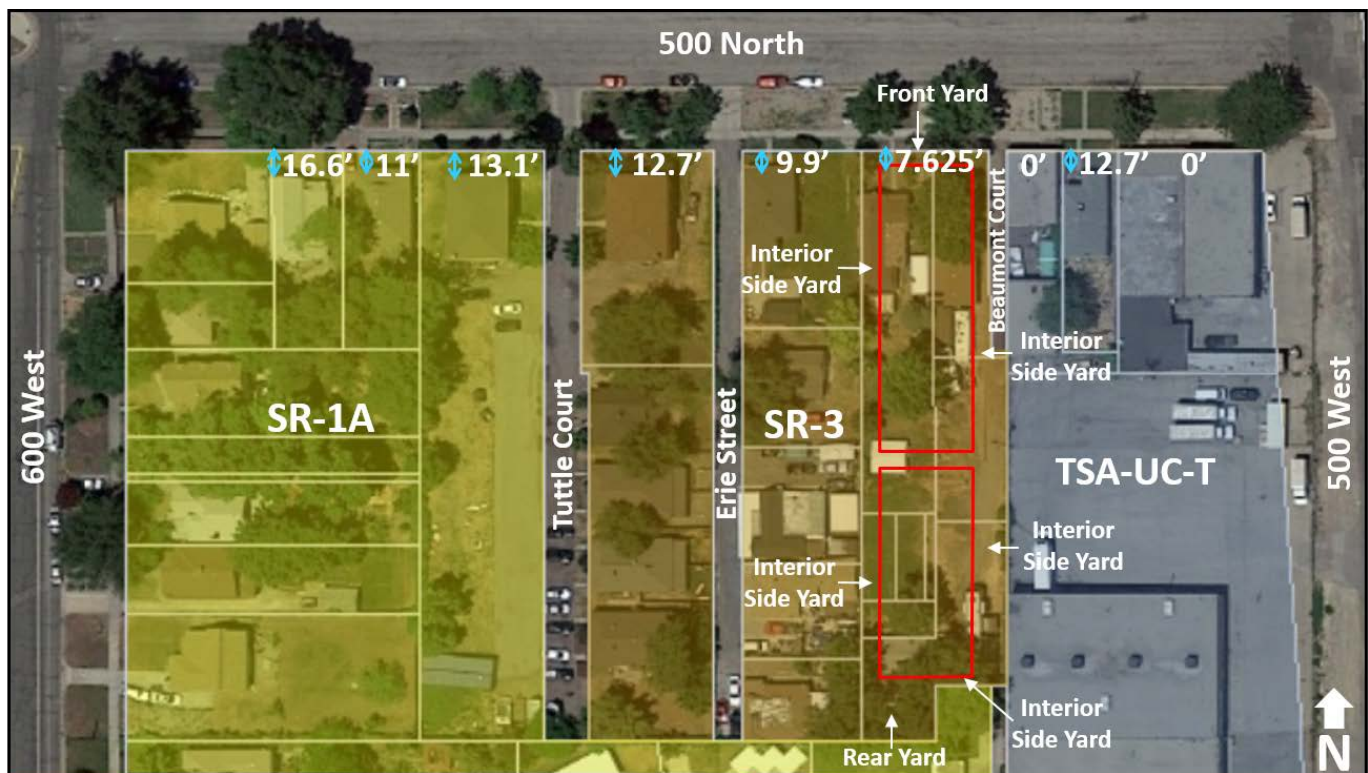 500 North
Front Yard
16.6’
11’
13.1’
12.7’
9.9’
7.625’
0’
12.7’
0’
Interior
Side Yard
Beaumont Court
Interior
Side Yard
600 West
SR-1A
Tuttle Court
Erie Street
SR-3
TSA-UC-T
500 West
Interior
Side Yard
Interior
Side Yard
Interior
Side Yard
Rear Yard
N